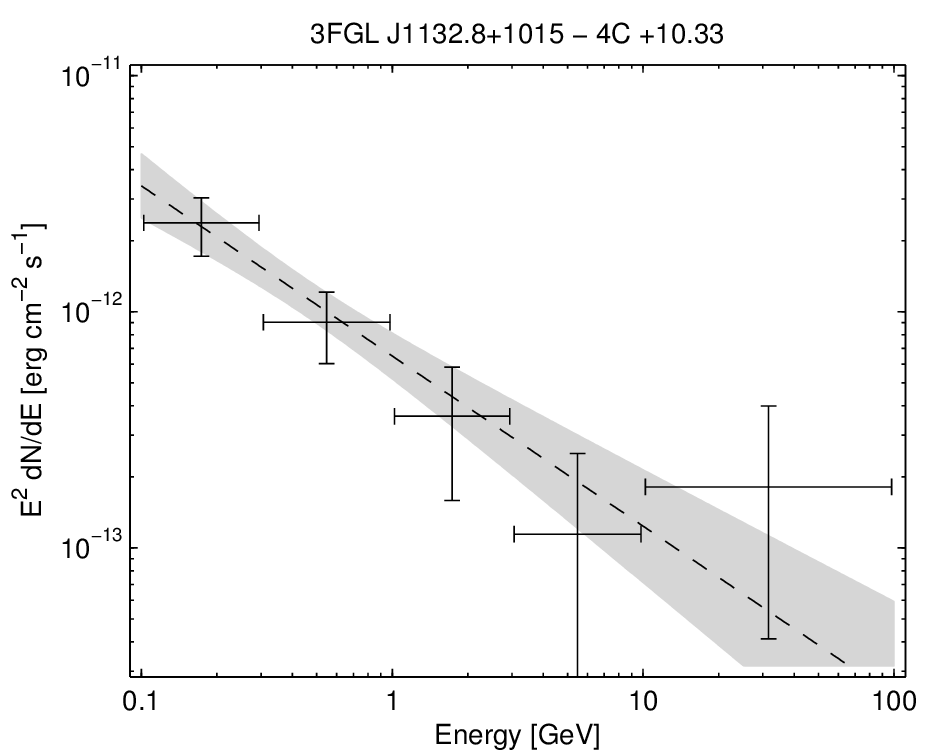 3FGL J1132.8+1015 − 4C +10.33
10⁻¹¹
10⁻¹²
10⁻¹³
E² dN/dE [erg cm⁻² s⁻¹]
0.1 1 10 100
Energy [GeV]